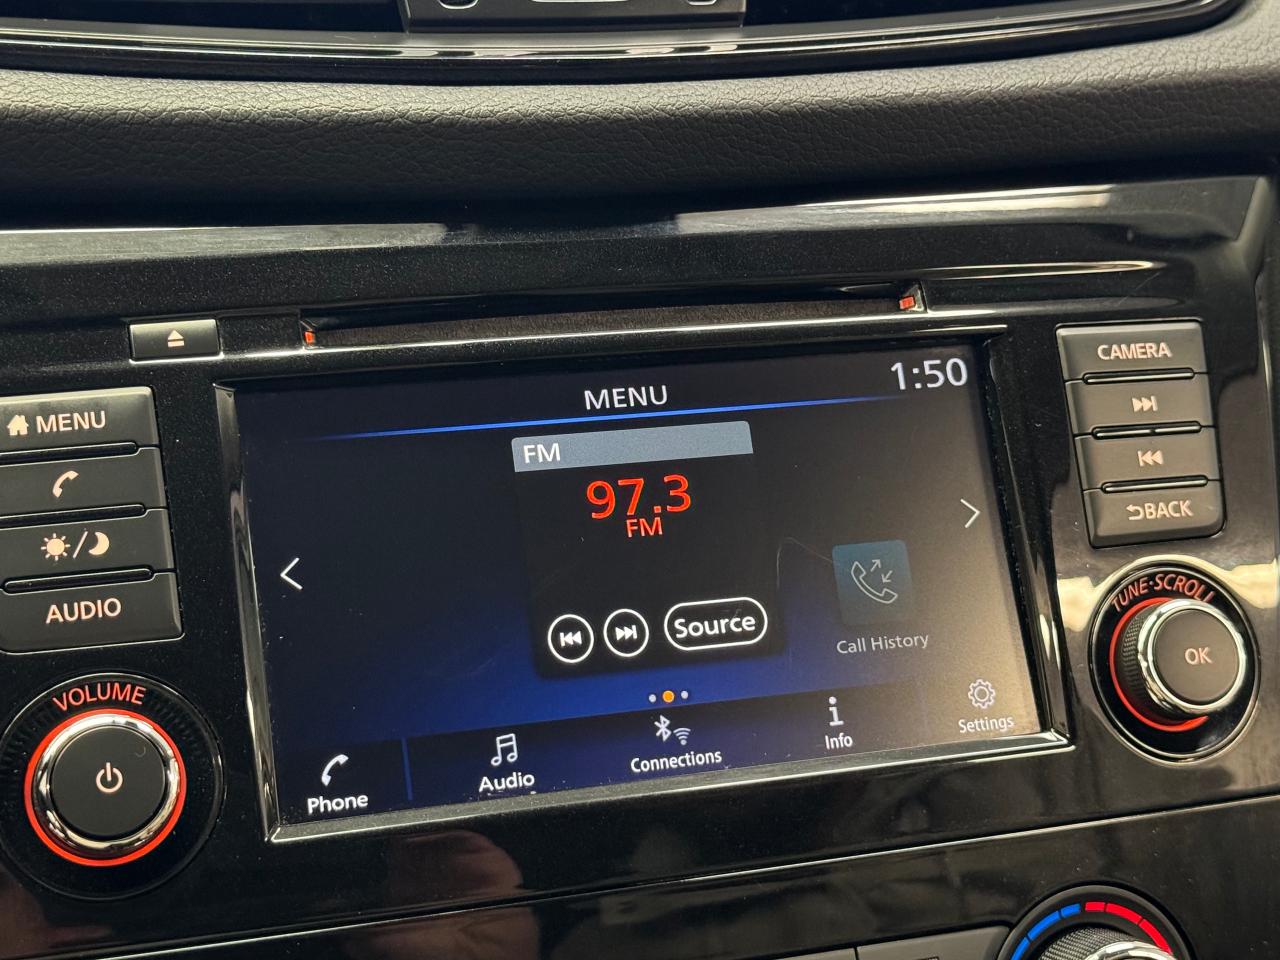 MENU
1:50
CAMERA
MENU
FM
97.3
FM
BACK
AUDIO
Source
Call History
TUNE·SCROLL
OK
VOLUME
Phone
Audio
Connections
Info
Settings